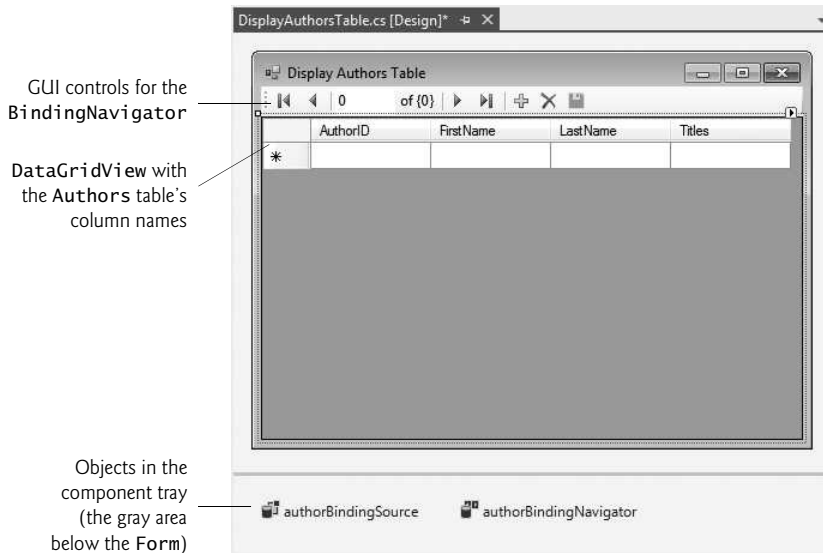 DisplayAuthorsTable.cs [Design]*
Display Authors Table
GUI controls for the
BindingNavigator
0 of {0}
AuthorID FirstName LastName Titles
DataGridView with
the Authors table's
column names
Objects in the
component tray
(the gray area
below the Form)
authorBindingSource authorBindingNavigator